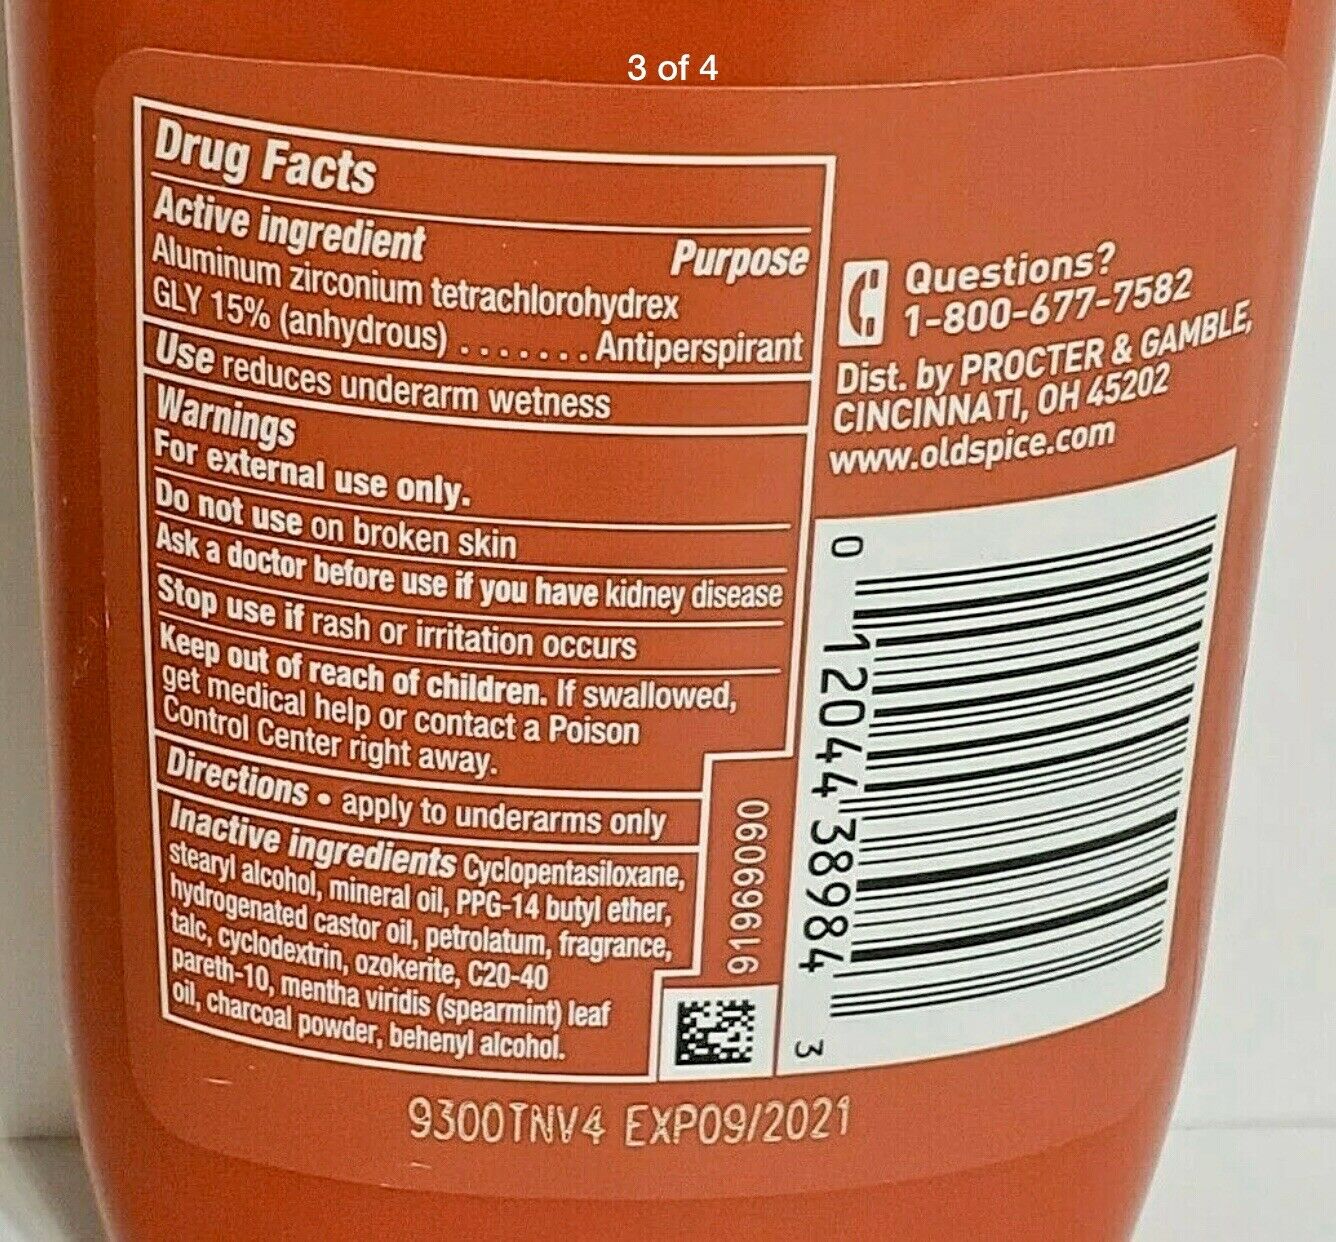 3 of 4
Drug Facts
Active ingredient Purpose
Aluminum zirconium tetrachlorohydrex
GLY 15% (anhydrous) ....... Antiperspirant
Use reduces underarm wetness
Warnings
For external use only.
Do not use on broken skin
Ask a doctor before use if you have kidney disease
Stop use if rash or irritation occurs
Keep out of reach of children. If swallowed,
get medical help or contact a Poison
Control Center right away.
Directions • apply to underarms only
Inactive ingredients Cyclopentasiloxane,
stearyl alcohol, mineral oil, PPG-14 butyl ether,
hydrogenated castor oil, petrolatum, fragrance,
talc, cyclodextrin, ozokerite, C20-40
pareth-10, mentha viridis (spearmint) leaf
oil, charcoal powder, behenyl alcohol.
91969090
Questions?
1-800-677-7582
Dist. by PROCTER & GAMBLE,
CINCINNATI, OH 45202
www.oldspice.com
0 12044 38984 3
9300TNV4 EXP09/2021